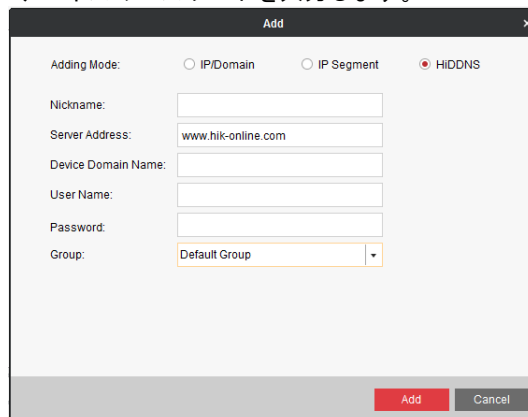 Add ×
Adding Mode: IP/Domain IP Segment HiDDNS
Nickname:
Server Address: www.hik-online.com
Device Domain Name:
User Name:
Password:
Group: Default Group
Add Cancel